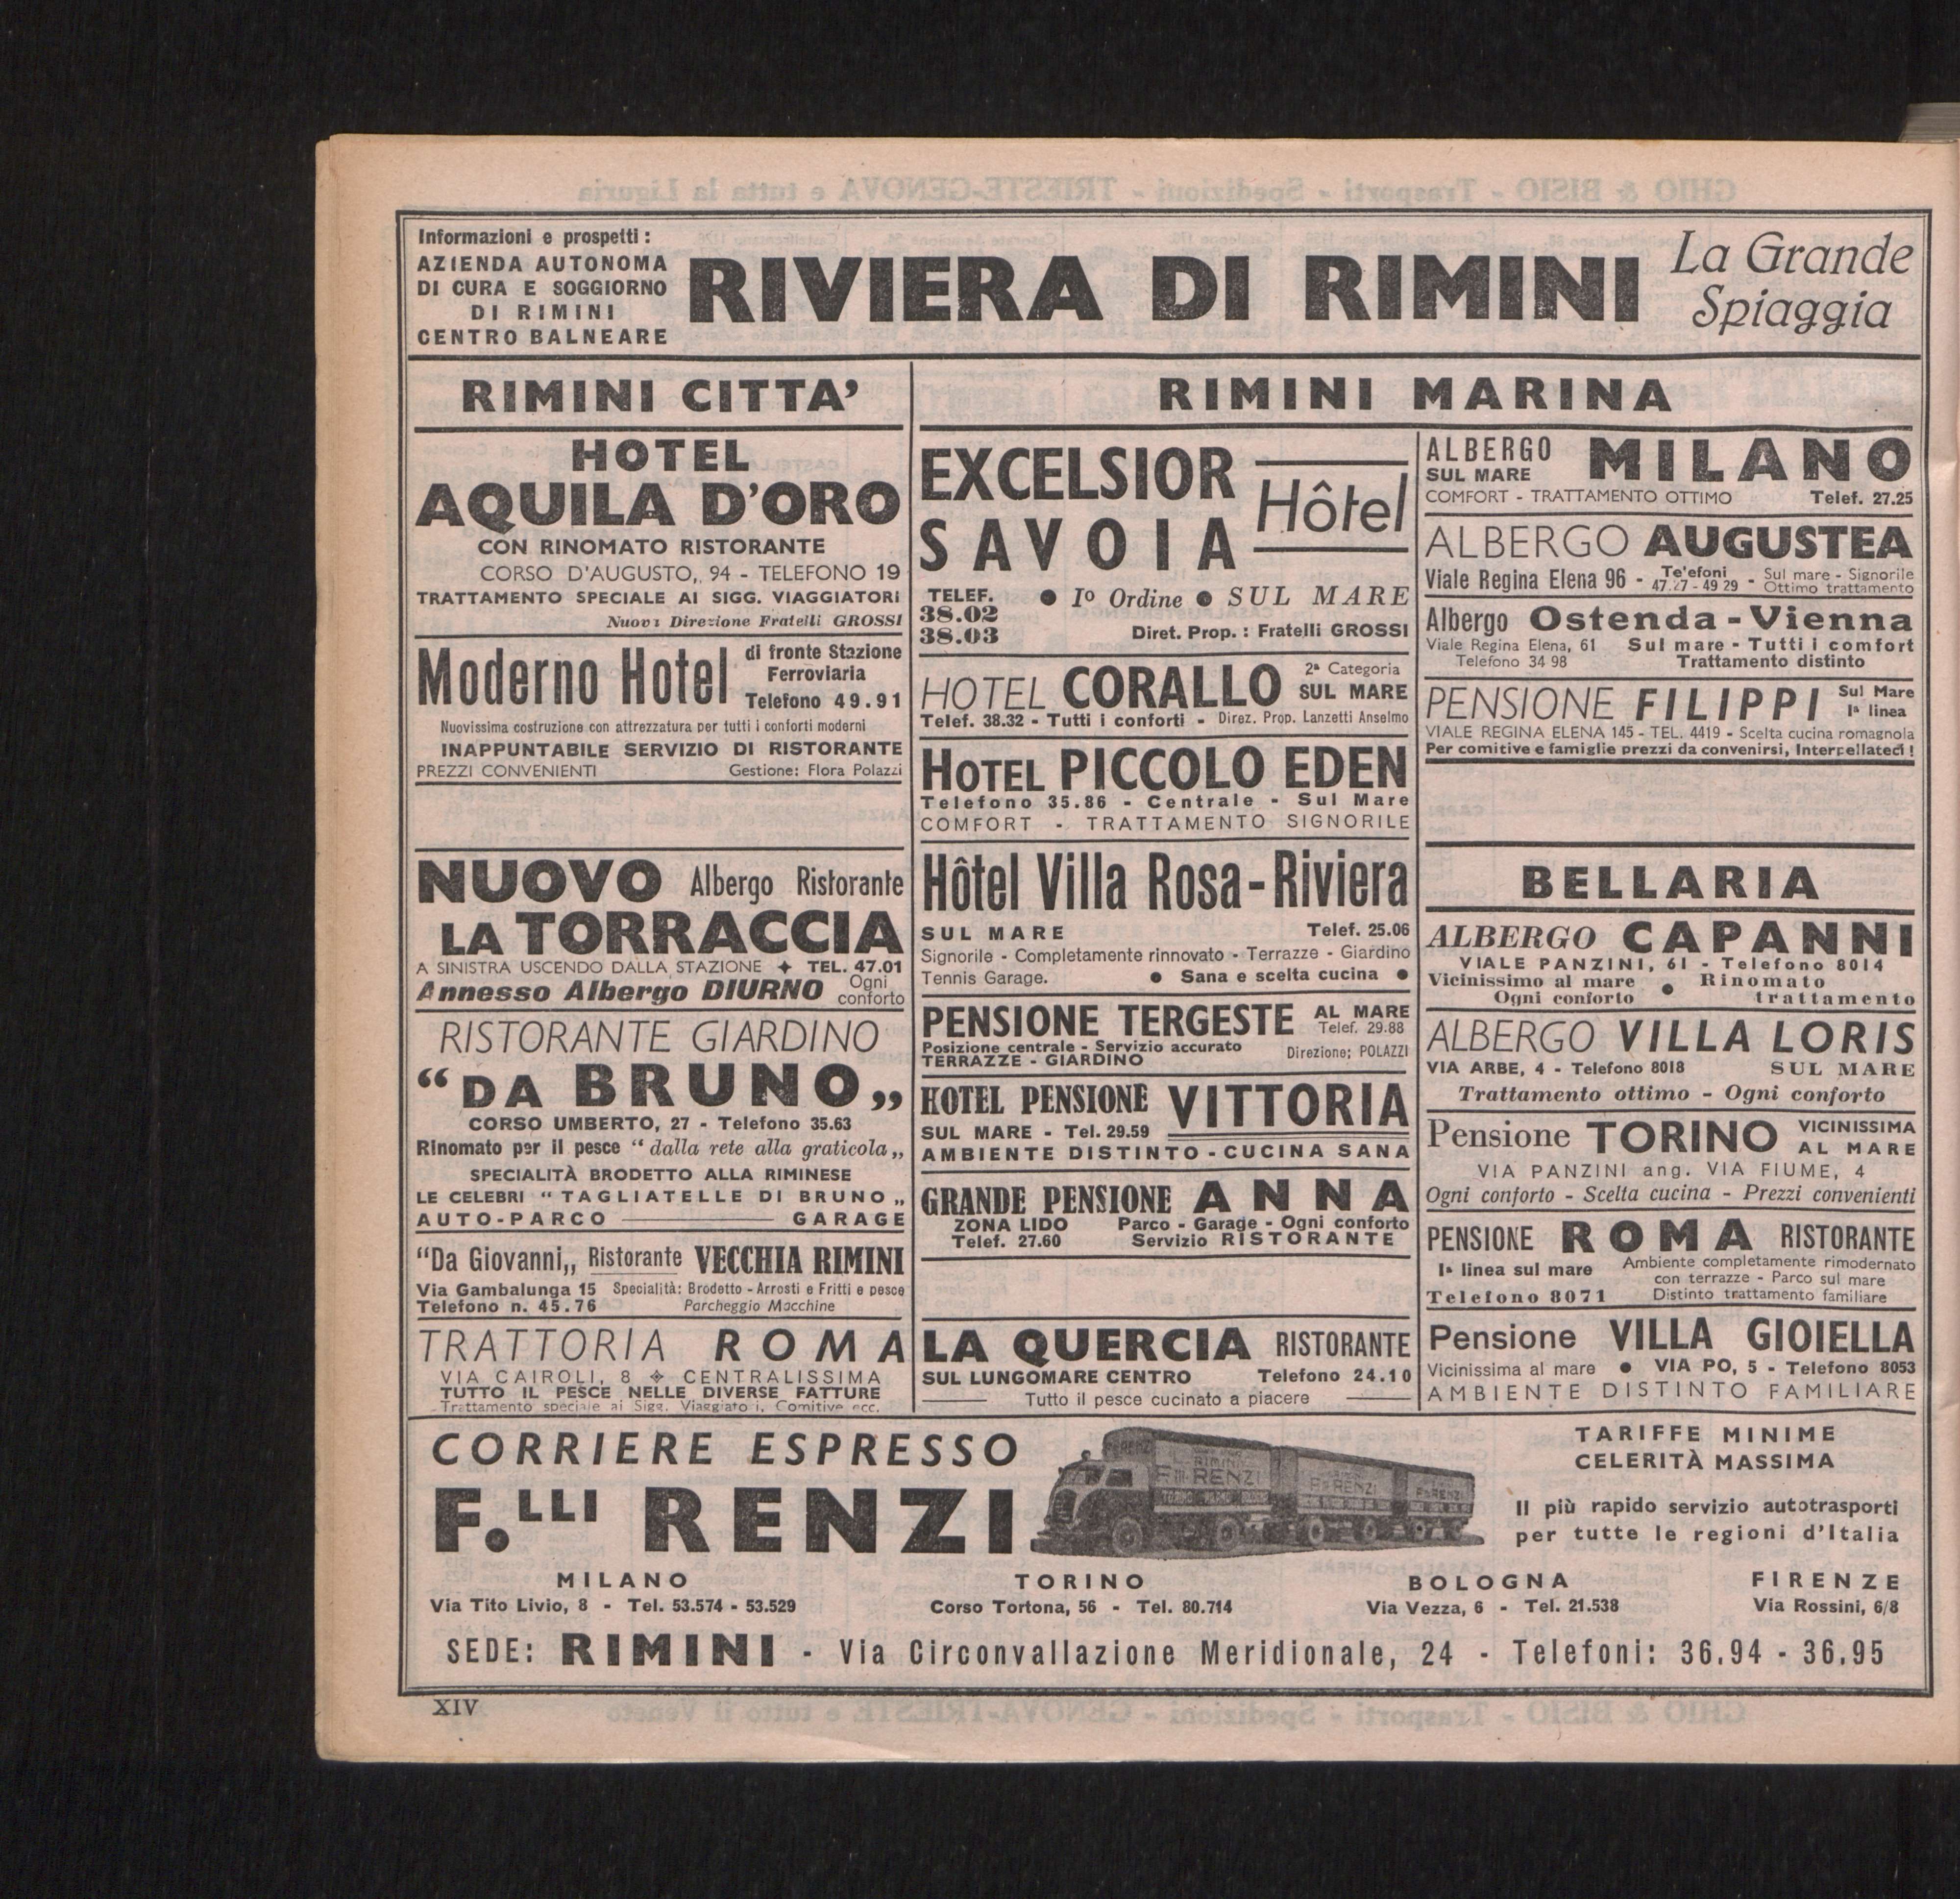 Informazioni e prospetti :
AZIENDA AUTONOMA
DI CURA E SOGGIORNO
DI RIMINI
CENTRO BALNEARE
RIVIERA DI RIMINI
La Grande
Spiaggia
RIMINI CITTA'
HOTEL
AQUILA D'ORO
CON RINOMATO RISTORANTE
CORSO D'AUGUSTO, 94 - TELEFONO 19
TRATTAMENTO SPECIALE AI SIGG. VIAGGIATORI
Nuova Direzione Fratelli GROSSI
Moderno Hotel
di fronte Stazione
Ferroviaria
Telefono 49.91
Nuovissima costruzione con attrezzatura per tutti i conforti moderni
INAPPUNTABILE SERVIZIO DI RISTORANTE
PREZZI CONVENIENTI Gestione: Flora Polazzi
NUOVO Albergo Ristorante
LA TORRACCIA
A SINISTRA USCENDO DALLA STAZIONE ✦ TEL. 47.01
Annesso Albergo DIURNO Ogni
conforto
RISTORANTE GIARDINO
“DA BRUNO„
CORSO UMBERTO, 27 - Telefono 35.63
Rinomato per il pesce “dalla rete alla graticola„
SPECIALITÀ BRODETTO ALLA RIMINESE
LE CELEBRI “TAGLIATELLE DI BRUNO„
AUTO-PARCO GARAGE
“Da Giovanni„ Ristorante VECCHIA RIMINI
Via Gambalunga 15 Specialità: Brodetto - Arrosti e Fritti e pesce
Telefono n. 45.76 Parcheggio Macchine
TRATTORIA ROMA
VIA CAIROLI, 8 ❖ CENTRALISSIMA
TUTTO IL PESCE NELLE DIVERSE FATTURE
Trattamento speciale ai Sigg. Viaggiatori, Comitive ecc.
RIMINI MARINA
EXCELSIOR
SAVOIA
Hôtel
TELEF.
38.02
38.03
● Iº Ordine ● SUL MARE
Diret. Prop. : Fratelli GROSSI
HOTEL CORALLO
2ª Categoria
SUL MARE
Telef. 38.32 - Tutti i conforti - Direz. Prop. Lanzetti Anselmo
HOTEL PICCOLO EDEN
Telefono 35.86 - Centrale - Sul Mare
COMFORT - TRATTAMENTO SIGNORILE
Hôtel Villa Rosa-Riviera
SUL MARE Telef. 25.06
Signorile - Completamente rinnovato - Terrazze - Giardino
Tennis Garage. ● Sana e scelta cucina ●
PENSIONE TERGESTE
AL MARE
Telef. 29.88
Posizione centrale - Servizio accurato
TERRAZZE - GIARDINO
Direzione; POLAZZI
HOTEL PENSIONE VITTORIA
SUL MARE - Tel. 29.59
AMBIENTE DISTINTO - CUCINA SANA
GRANDE PENSIONE ANNA
ZONA LIDO Parco - Garage - Ogni conforto
Telef. 27.60 Servizio RISTORANTE
LA QUERCIA RISTORANTE
SUL LUNGOMARE CENTRO Telefono 24.10
Tutto il pesce cucinato a piacere
ALBERGO
SUL MARE
MILANO
COMFORT - TRATTAMENTO OTTIMO Telef. 27.25
ALBERGO AUGUSTEA
Viale Regina Elena 96 - Telefoni
47.27 - 49 29 - Sul mare - Signorile
Ottimo trattamento
Albergo Ostenda - Vienna
Viale Regina Elena, 61 Sul mare - Tutti i comfort
Telefono 34 98 Trattamento distinto
PENSIONE FILIPPI
Sul Mare
Iª linea
VIALE REGINA ELENA 145 - TEL. 4419 - Scelta cucina romagnola
Per comitive e famiglie prezzi da convenirsi, Interpellateci !
BELLARIA
ALBERGO CAPANNI
VIALE PANZINI, 61 - Telefono 8014
Vicinissimo al mare ● Rinomato
Ogni conforto trattamento
ALBERGO VILLA LORIS
VIA ARBE, 4 - Telefono 8018 SUL MARE
Trattamento ottimo - Ogni conforto
Pensione TORINO
VICINISSIMA
AL MARE
VIA PANZINI ang. VIA FIUME, 4
Ogni conforto - Scelta cucina - Prezzi convenienti
PENSIONE ROMA RISTORANTE
Iª linea sul mare
Telefono 8071
Ambiente completamente rimodernato
con terrazze - Parco sul mare
Distinto trattamento familiare
Pensione VILLA GIOIELLA
Vicinissima al mare ● VIA PO, 5 - Telefono 8053
AMBIENTE DISTINTO FAMILIARE
CORRIERE ESPRESSO
F.LLI RENZI
F.lli RENZI
TARIFFE MINIME
CELERITÀ MASSIMA
Il più rapido servizio autotrasporti
per tutte le regioni d'Italia
MILANO
Via Tito Livio, 8 - Tel. 53.574 - 53.529
TORINO
Corso Tortona, 56 - Tel. 80.714
BOLOGNA
Via Vezza, 6 - Tel. 21.538
FIRENZE
Via Rossini, 6/8
SEDE: RIMINI - Via Circonvallazione Meridionale, 24 - Telefoni: 36.94 - 36.95
XIV